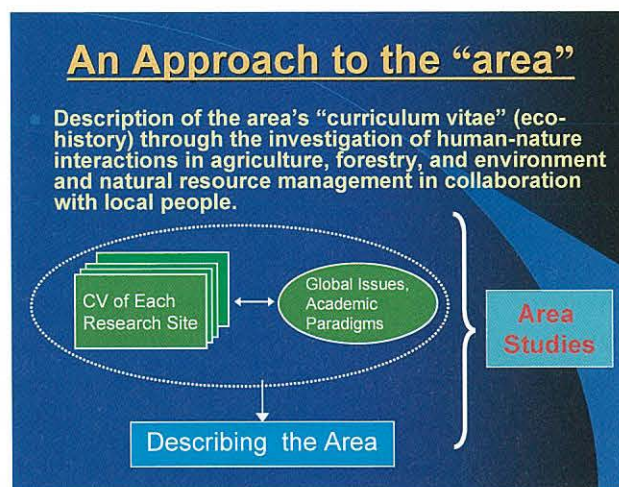 An Approach to the “area”
Description of the area’s “curriculum vitae” (eco-
history) through the investigation of human-nature
interactions in agriculture, forestry, and environment
and natural resource management in collaboration
with local people.
CV of Each
Research Site
Global Issues,
Academic
Paradigms
Area
Studies
Describing the Area